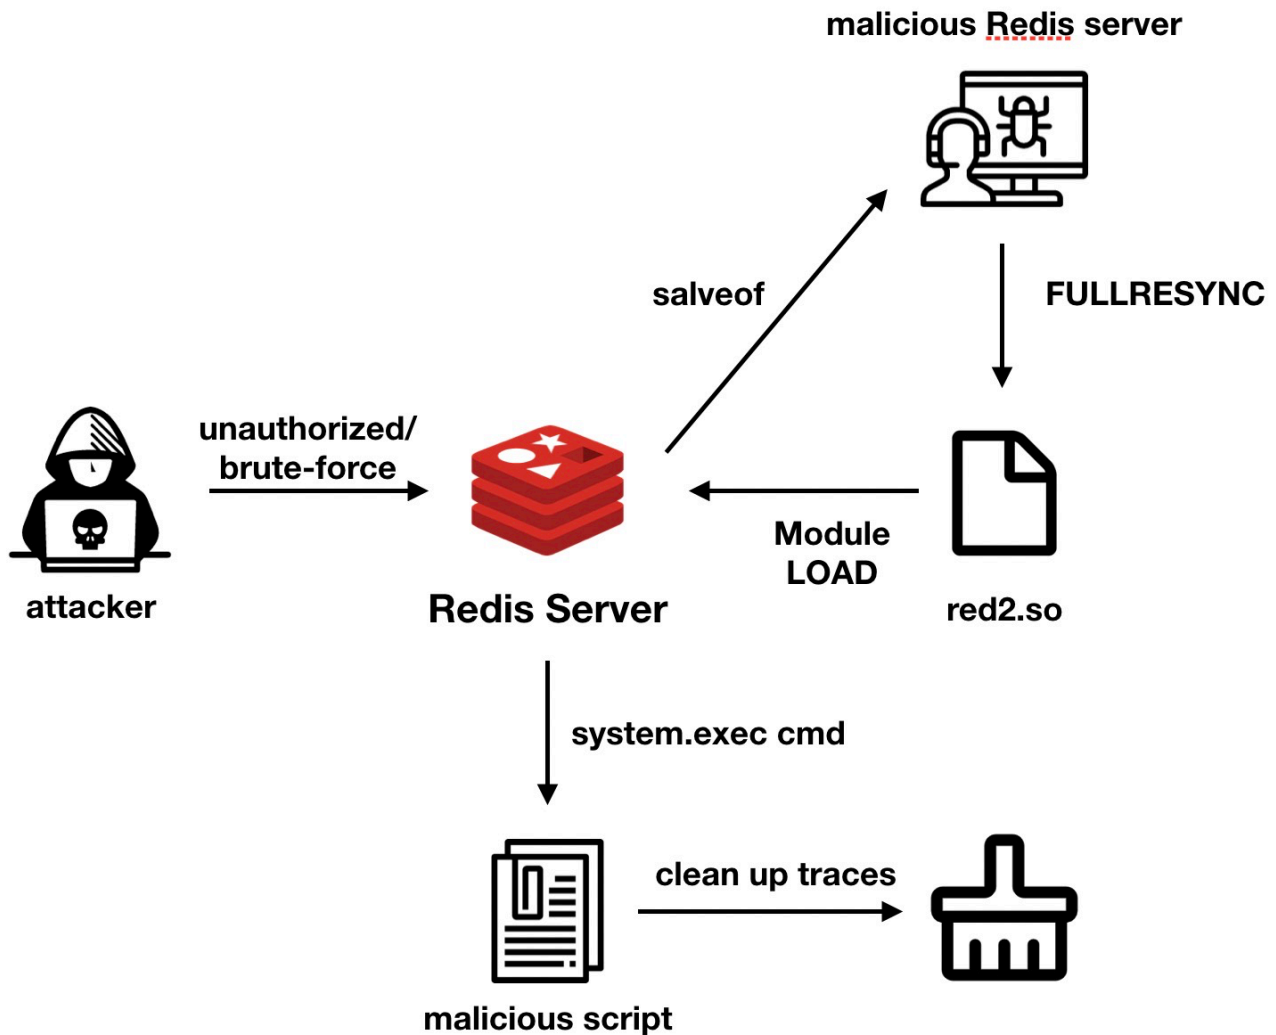 malicious Redis server
salveof
FULLRESYNC
unauthorized/
brute-force
Module
LOAD
attacker
Redis Server
red2.so
system.exec cmd
clean up traces
malicious script